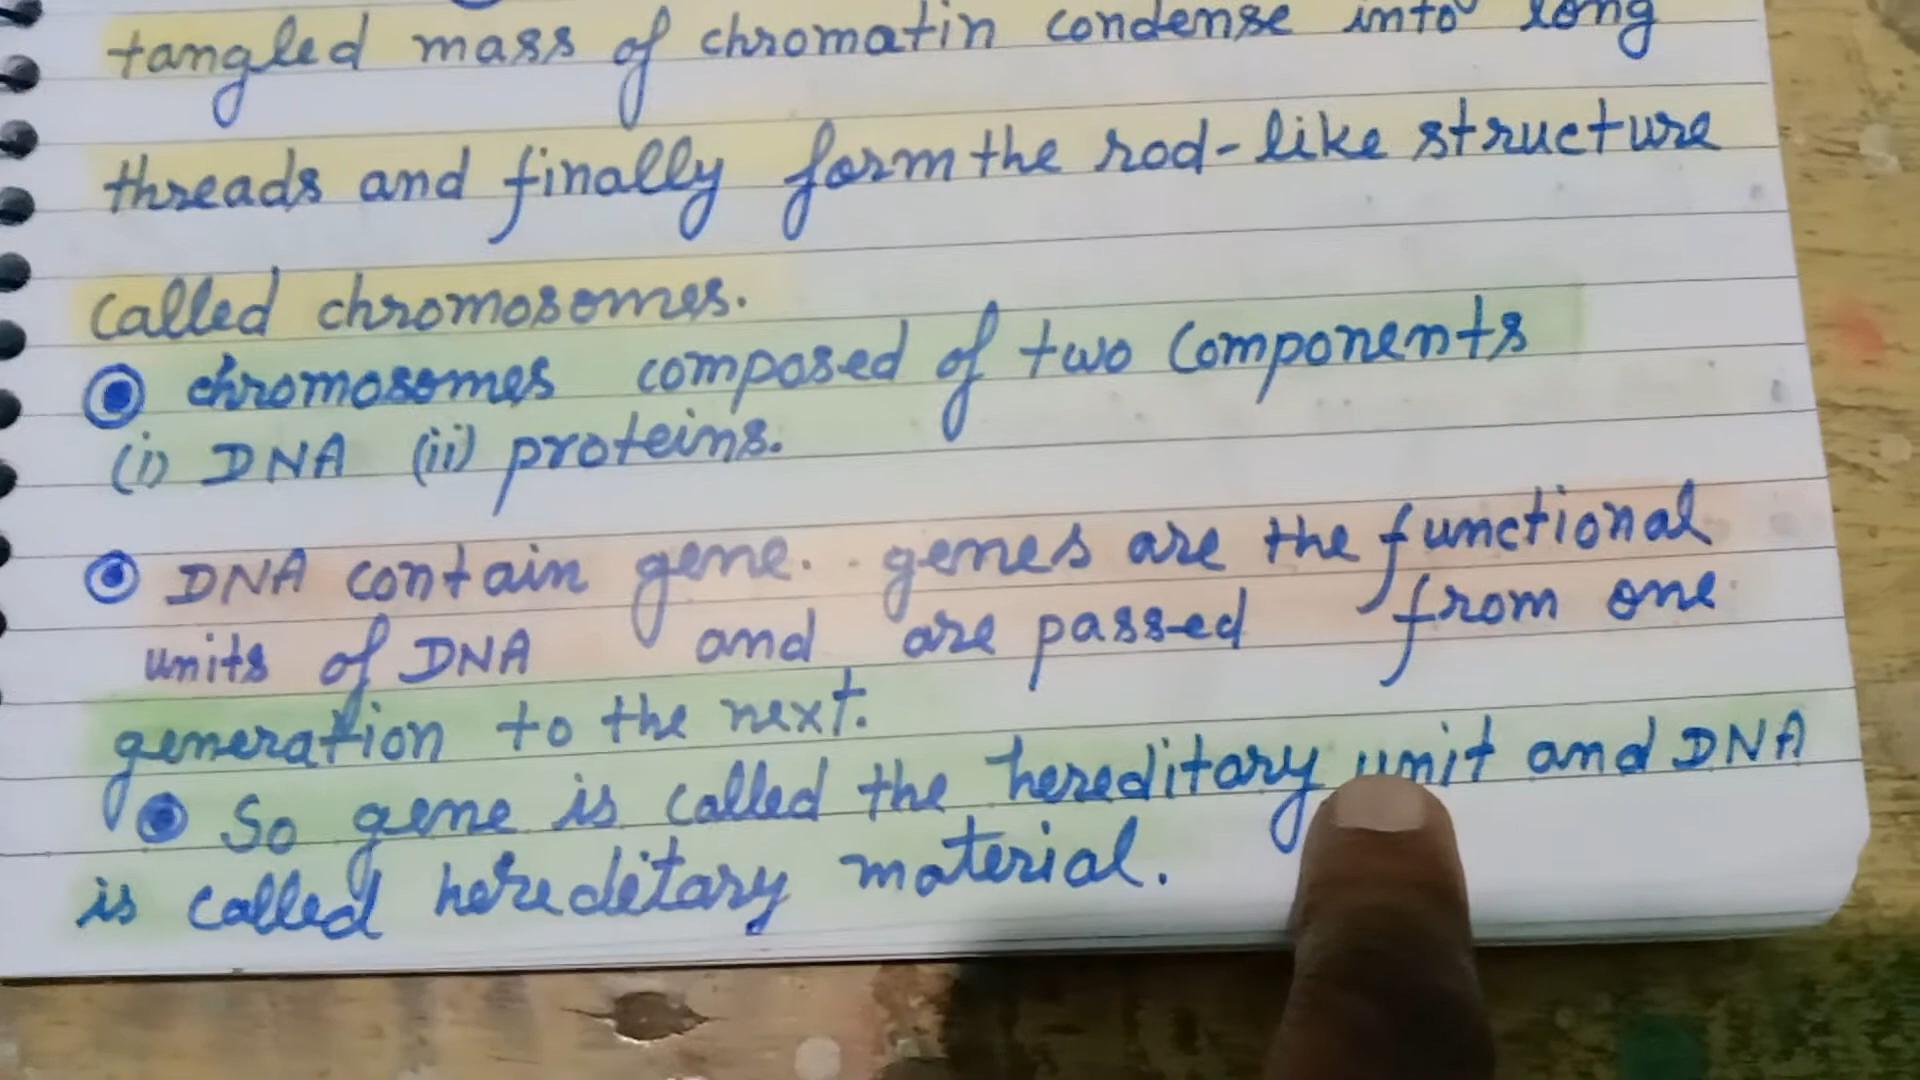 tangled mass of chromatin condense into long
threads and finally form the rod-like structure
called chromosomes.
chromosomes composed of two components
(i) DNA (ii) proteins.
DNA contain gene. genes are the functional
units of DNA and are passed from one
generation to the next.
So gene is called the hereditary unit and DNA
is called hereditary material.